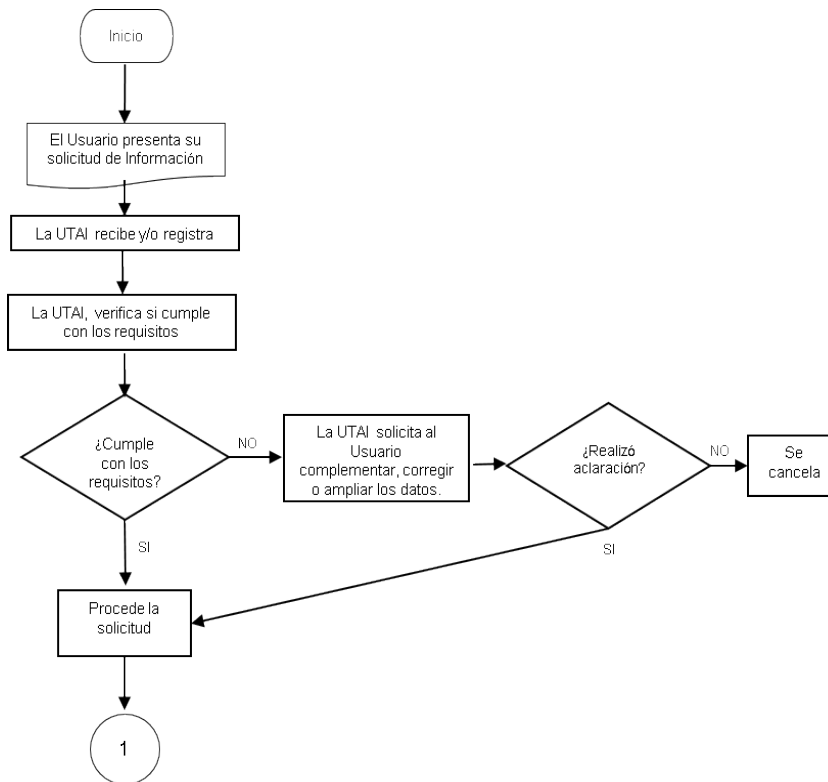 Inicio
El Usuario presenta su
solicitud de Información
La UTAI recibe y/o registra
La UTAI, verifica si cumple
con los requisitos
¿Cumple
con los
requisitos?
NO
La UTAI solicita al
Usuario
complementar, corregir
o ampliar los datos.
¿Realizó
aclaración?
NO
Se
cancela
SI
SI
Procede la
solicitud
1